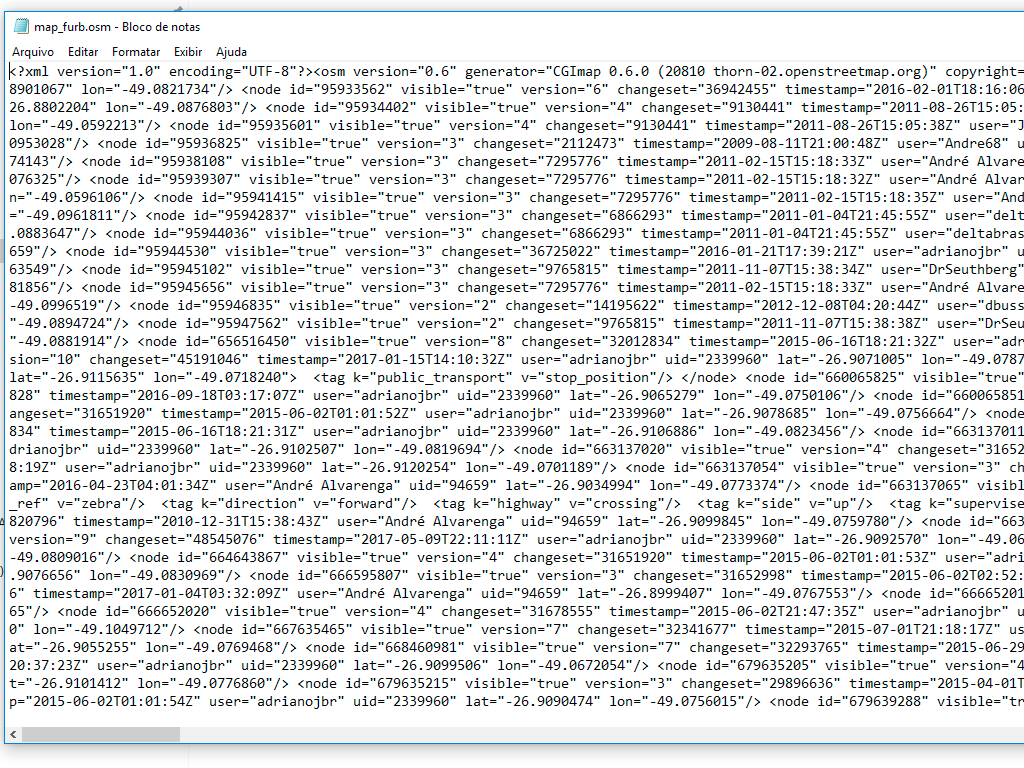 map_furb.osm - Bloco de notas
Arquivo Editar Formatar Exibir Ajuda
<?xml version="1.0" encoding="UTF-8"?><osm version="0.6" generator="CGImap 0.6.0 (20810 thorn-02.openstreetmap.org)" copyright=
8901067" lon="-49.0821734"/> <node id="95933562" visible="true" version="6" changeset="36942455" timestamp="2016-02-01T18:16:06
26.8802204" lon="-49.0876803"/> <node id="95934402" visible="true" version="4" changeset="9130441" timestamp="2011-08-26T15:05:
lon="-49.0592213"/> <node id="95935601" visible="true" version="4" changeset="9130441" timestamp="2011-08-26T15:05:38Z" user="J
0953028"/> <node id="95936825" visible="true" version="3" changeset="2112473" timestamp="2009-08-11T21:00:48Z" user="Andre68" u
74143"/> <node id="95938108" visible="true" version="3" changeset="7295776" timestamp="2011-02-15T15:18:33Z" user="André Alvare
076325"/> <node id="95939307" visible="true" version="3" changeset="7295776" timestamp="2011-02-15T15:18:32Z" user="André Alvar
n="-49.0596106"/> <node id="95941415" visible="true" version="3" changeset="7295776" timestamp="2011-02-15T15:18:35Z" user="And
="-49.0961811"/> <node id="95942837" visible="true" version="3" changeset="6866293" timestamp="2011-01-04T21:45:55Z" user="delt
.0883647"/> <node id="95944036" visible="true" version="3" changeset="6866293" timestamp="2011-01-04T21:45:55Z" user="deltabras
659"/> <node id="95944530" visible="true" version="3" changeset="36725022" timestamp="2016-01-21T17:39:21Z" user="adrianojbr" u
63549"/> <node id="95945102" visible="true" version="3" changeset="9765815" timestamp="2011-11-07T15:38:34Z" user="DrSeuthberg"
81856"/> <node id="95945656" visible="true" version="3" changeset="7295776" timestamp="2011-02-15T15:18:33Z" user="André Alvare
-49.0996519"/> <node id="95946835" visible="true" version="2" changeset="14195622" timestamp="2012-12-08T04:20:44Z" user="dbuss
"-49.0894724"/> <node id="95947562" visible="true" version="2" changeset="9765815" timestamp="2011-11-07T15:38:38Z" user="DrSeu
"-49.0881914"/> <node id="656516450" visible="true" version="8" changeset="32012834" timestamp="2015-06-16T18:21:32Z" user="adr
sion="10" changeset="45191046" timestamp="2017-01-15T14:10:32Z" user="adrianojbr" uid="2339960" lat="-26.9071005" lon="-49.0787
lat="-26.9115635" lon="-49.0718240">  <tag k="public_transport" v="stop_position"/> </node> <node id="660065825" visible="true"
828" timestamp="2016-09-18T03:17:07Z" user="adrianojbr" uid="2339960" lat="-26.9065279" lon="-49.0750106"/> <node id="660065851
angeset="31651920" timestamp="2015-06-02T01:01:52Z" user="adrianojbr" uid="2339960" lat="-26.9078685" lon="-49.0756664"/> <node
834" timestamp="2015-06-16T18:21:31Z" user="adrianojbr" uid="2339960" lat="-26.9106886" lon="-49.0823456"/> <node id="663137011
drianojbr" uid="2339960" lat="-26.9102507" lon="-49.0819694"/> <node id="663137020" visible="true" version="4" changeset="31652
8:19Z" user="adrianojbr" uid="2339960" lat="-26.9120254" lon="-49.0701189"/> <node id="663137054" visible="true" version="3" ch
amp="2016-04-23T04:01:34Z" user="André Alvarenga" uid="94659" lat="-26.9034994" lon="-49.0773374"/> <node id="663137065" visibl
_ref" v="zebra"/>  <tag k="direction" v="forward"/>  <tag k="highway" v="crossing"/>  <tag k="side" v="up"/>  <tag k="supervise
820796" timestamp="2010-12-31T15:38:43Z" user="André Alvarenga" uid="94659" lat="-26.9099845" lon="-49.0759780"/> <node id="663
version="9" changeset="48545076" timestamp="2017-05-09T22:11:11Z" user="adrianojbr" uid="2339960" lat="-26.9092570" lon="-49.06
-49.0809016"/> <node id="664643867" visible="true" version="4" changeset="31651920" timestamp="2015-06-02T01:01:53Z" user="adri
.9076656" lon="-49.0830969"/> <node id="666595807" visible="true" version="3" changeset="31652998" timestamp="2015-06-02T02:52:
6" timestamp="2017-01-04T03:32:09Z" user="André Alvarenga" uid="94659" lat="-26.8999407" lon="-49.0767553"/> <node id="66665201
65"/> <node id="666652020" visible="true" version="4" changeset="31678555" timestamp="2015-06-02T21:47:35Z" user="adrianojbr" u
0" lon="-49.1049712"/> <node id="667635465" visible="true" version="7" changeset="32341677" timestamp="2015-07-01T21:18:17Z" us
at="-26.9055255" lon="-49.0769468"/> <node id="668460981" visible="true" version="7" changeset="32293765" timestamp="2015-06-29
20:37:23Z" user="adrianojbr" uid="2339960" lat="-26.9099506" lon="-49.0672054"/> <node id="679635205" visible="true" version="4
t="-26.9101412" lon="-49.0776860"/> <node id="679635215" visible="true" version="3" changeset="29896636" timestamp="2015-04-01T
p="2015-06-02T01:01:54Z" user="adrianojbr" uid="2339960" lat="-26.9090474" lon="-49.0756015"/> <node id="679639288" visible="tr